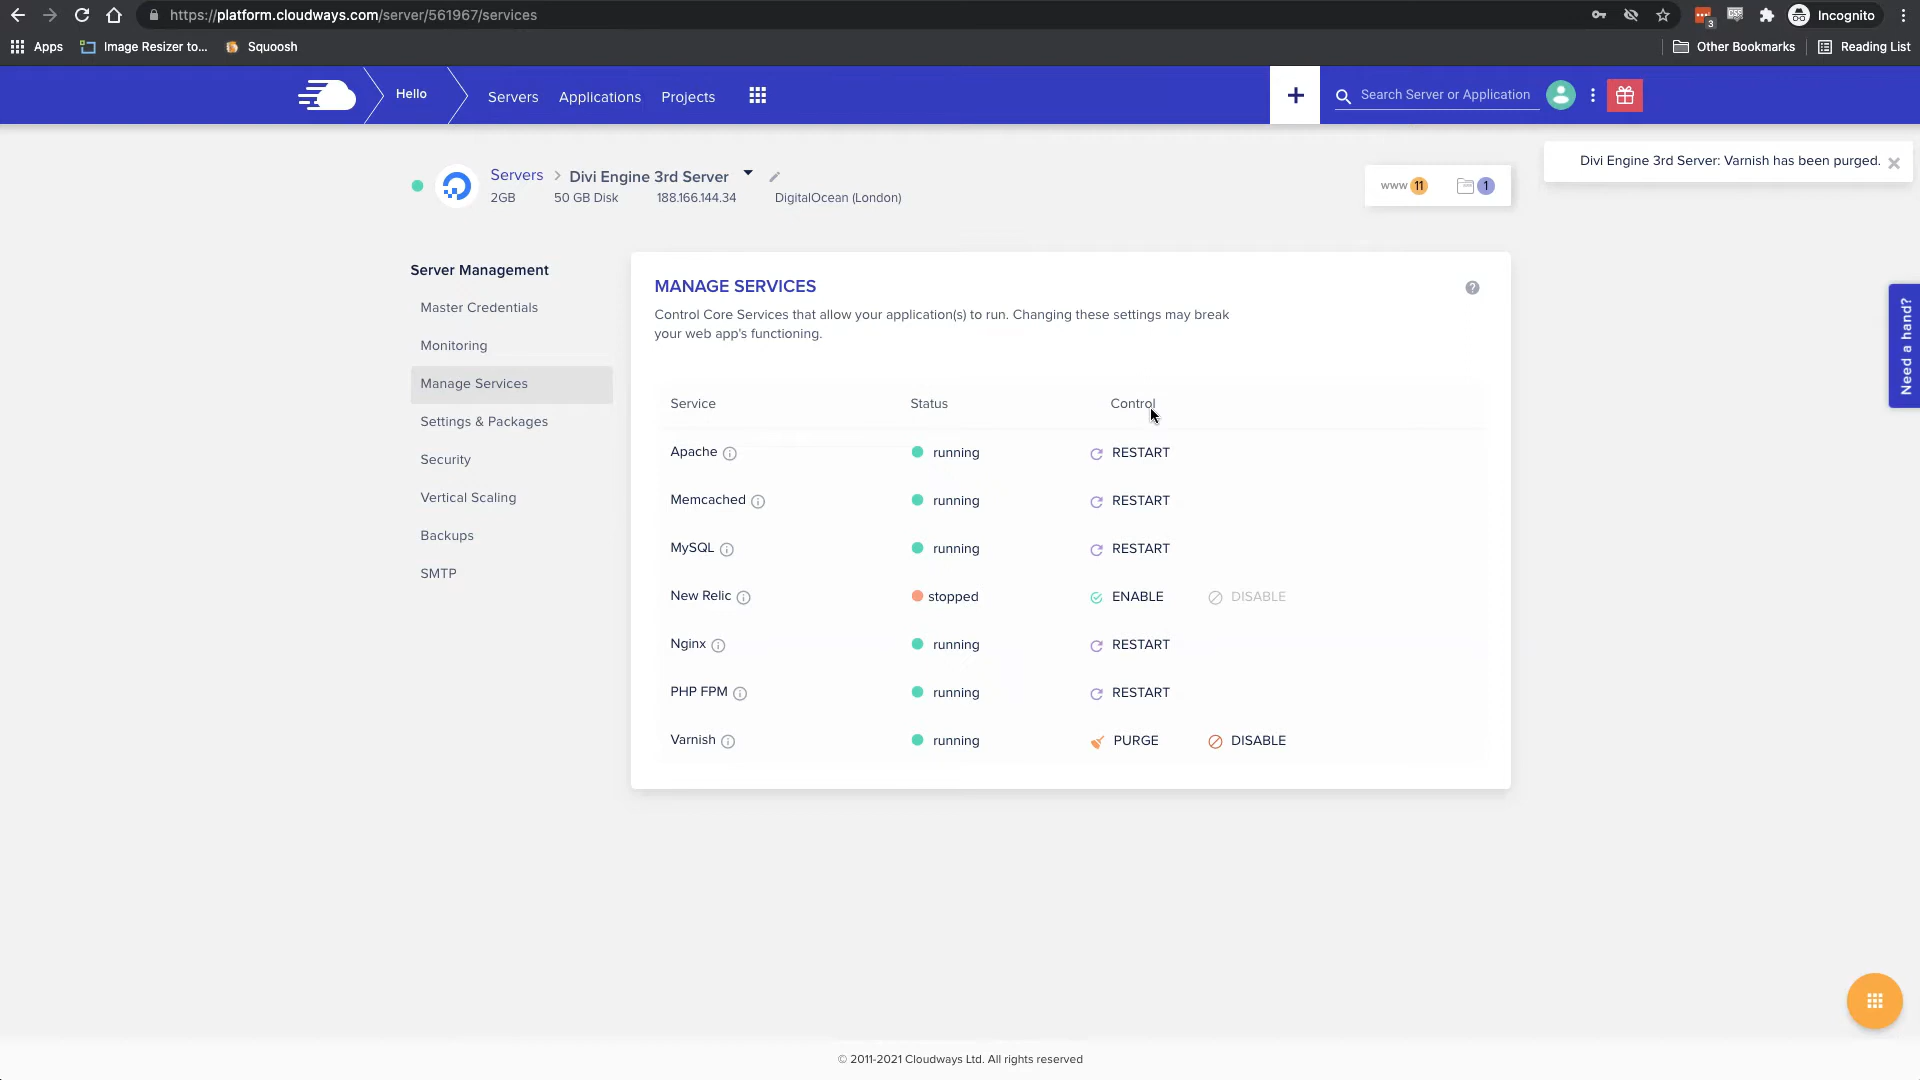 https://platform.cloudways.com/server/561967/services
3
Incognito
Apps
Image Resizer to...
Squoosh
Other Bookmarks
Reading List
Hello
Servers
Applications
Projects
+
Search Server or Application
Divi Engine 3rd Server: Varnish has been purged.
Servers > Divi Engine 3rd Server
2GB 50 GB Disk 188.166.144.34 DigitalOcean (London)
www 11
1
Server Management
Master Credentials
Monitoring
Manage Services
Settings & Packages
Security
Vertical Scaling
Backups
SMTP
MANAGE SERVICES
?
Control Core Services that allow your application(s) to run. Changing these settings may break
your web app's functioning.
Service Status Control
Apache running RESTART
Memcached running RESTART
MySQL running RESTART
New Relic stopped ENABLE DISABLE
Nginx running RESTART
PHP FPM running RESTART
Varnish running PURGE DISABLE
Need a hand?
© 2011-2021 Cloudways Ltd. All rights reserved